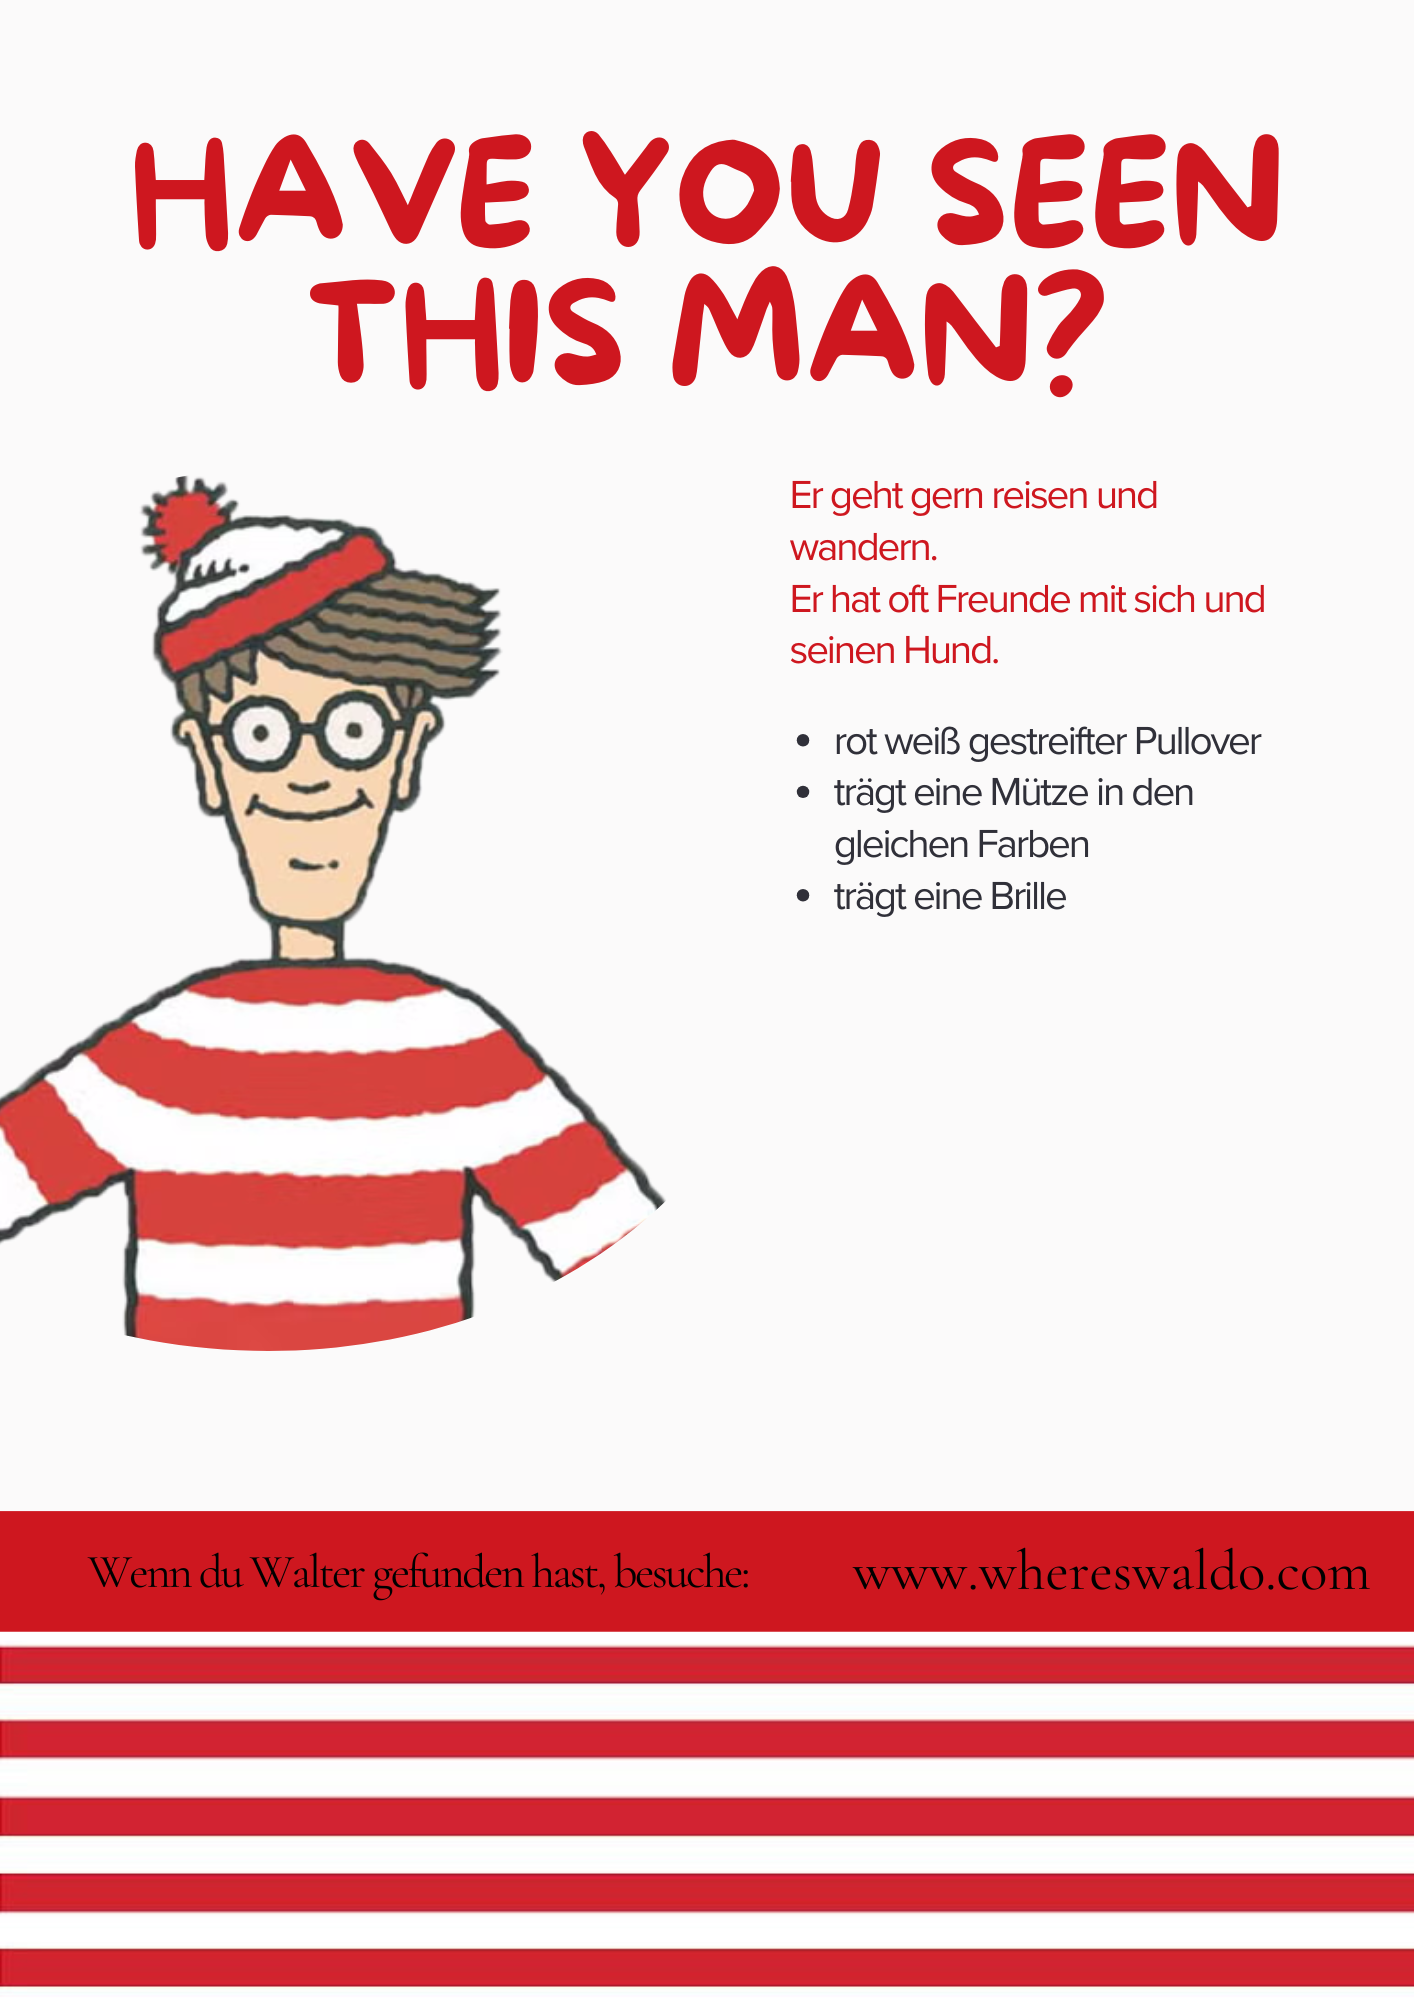 HAVE YOU SEEN
THIS MAN?
Er geht gern reisen und
wandern.
Er hat oft Freunde mit sich und
seinen Hund.
• rot weiß gestreifter Pullover
• trägt eine Mütze in den
gleichen Farben
• trägt eine Brille
Wenn du Walter gefunden hast, besuche: www.whereswaldo.com